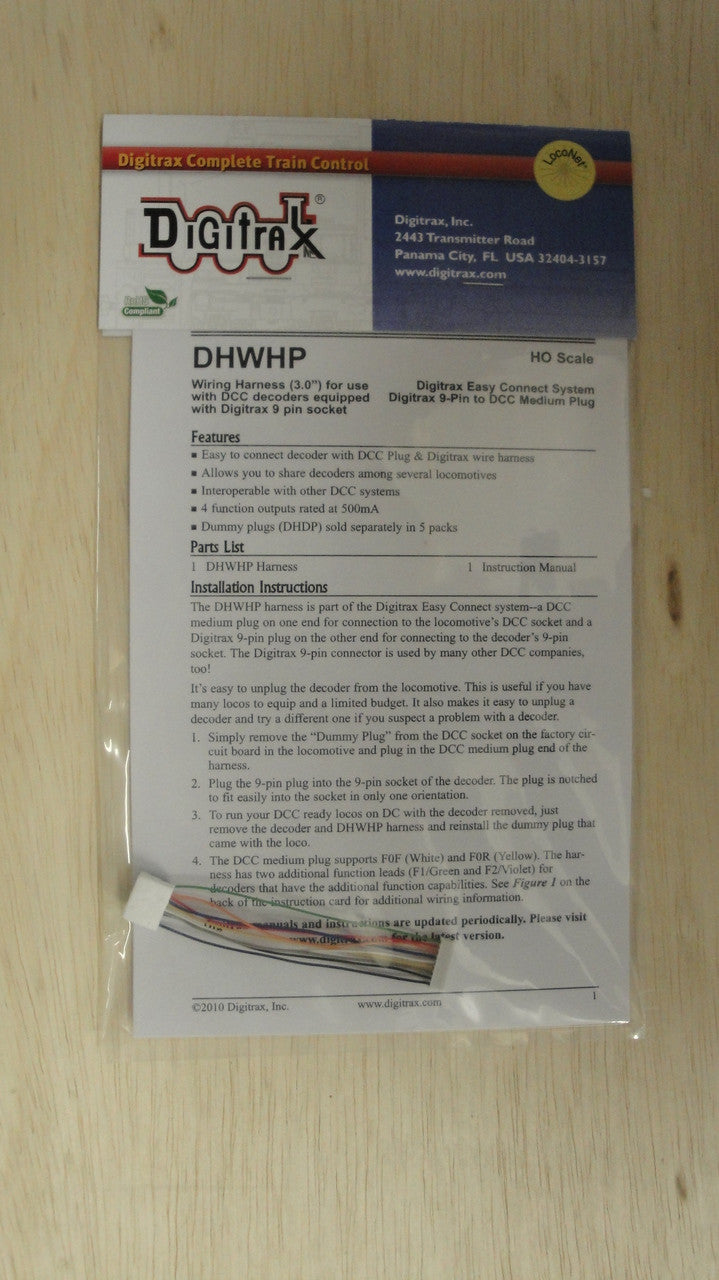 Digitrax Complete Train Control
LocoNet
DIGITRAX®
Digitrax, Inc.
2443 Transmitter Road
Panama City, FL USA 32404-3157
www.digitrax.com
RoHS
Compliant
DHWHP
HO Scale
Wiring Harness (3.0") for use
with DCC decoders equipped
with Digitrax 9 pin socket
Digitrax Easy Connect System
Digitrax 9-Pin to DCC Medium Plug
Features
■ Easy to connect decoder with DCC Plug & Digitrax wire harness
■ Allows you to share decoders among several locomotives
■ Interoperable with other DCC systems
■ 4 function outputs rated at 500mA
■ Dummy plugs (DHDP) sold separately in 5 packs
Parts List
1 DHWHP Harness 1 Instruction Manual
Installation Instructions
The DHWHP harness is part of the Digitrax Easy Connect system--a DCC
medium plug on one end for connection to the locomotive's DCC socket and a
Digitrax 9-pin plug on the other end for connecting to the decoder's 9-pin
socket. The Digitrax 9-pin connector is used by many other DCC companies,
too!
It's easy to unplug the decoder from the locomotive. This is useful if you have
many locos to equip and a limited budget. It also makes it easy to unplug a
decoder and try a different one if you suspect a problem with a decoder.
1. Simply remove the "Dummy Plug" from the DCC socket on the factory cir-
cuit board in the locomotive and plug in the DCC medium plug end of the
harness.
2. Plug the 9-pin plug into the 9-pin socket of the decoder. The plug is notched
to fit easily into the socket in only one orientation.
3. To run your DCC ready locos on DC with the decoder removed, just
remove the decoder and DHWHP harness and reinstall the dummy plug that
came with the loco.
4. The DCC medium plug supports F0F (White) and F0R (Yellow). The har-
ness has two additional function leads (F1/Green and F2/Violet) for
decoders that have the additional function capabilities. See Figure 1 on the
back of the instruction card for additional wiring information.
manuals and instructions are updated periodically. Please visit
www.digitrax.com for the latest version.
©2010 Digitrax, Inc. www.digitrax.com 1